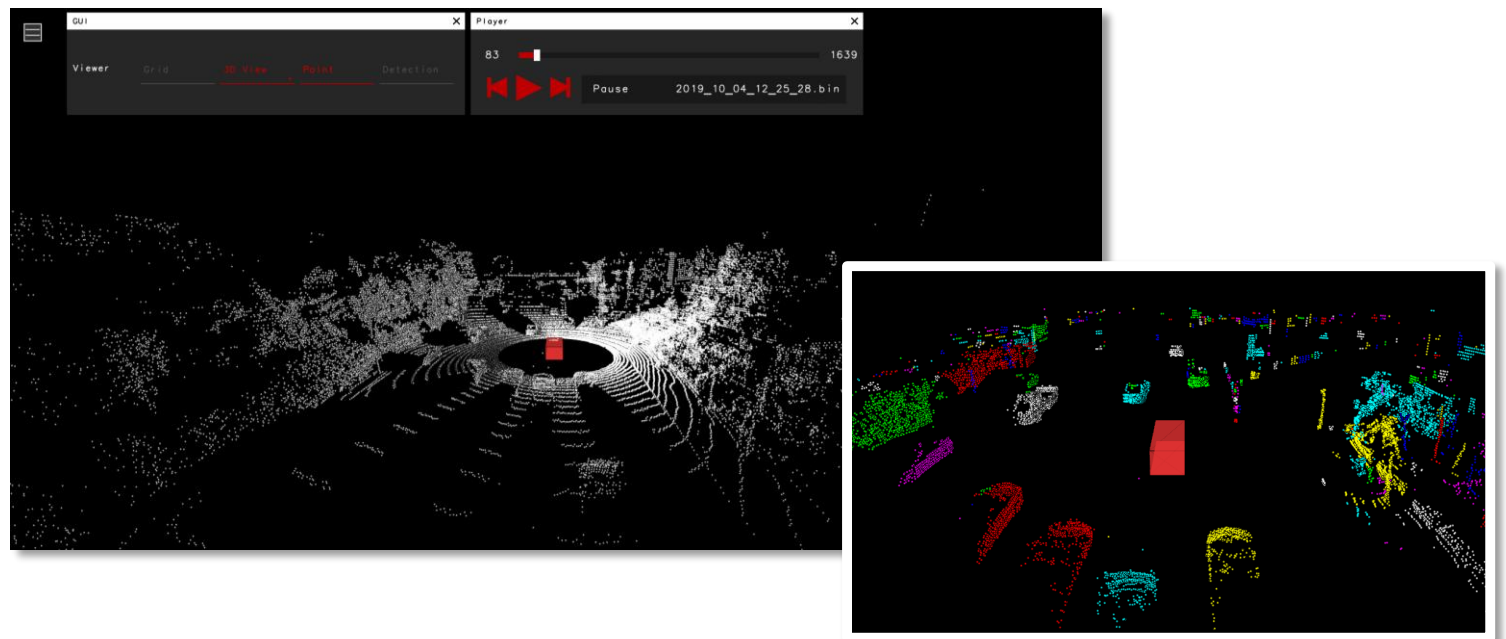 GUI
Viewer Grid 3D View Point Detection
Player
83 1639
Pause 2019_10_04_12_25_28.bin